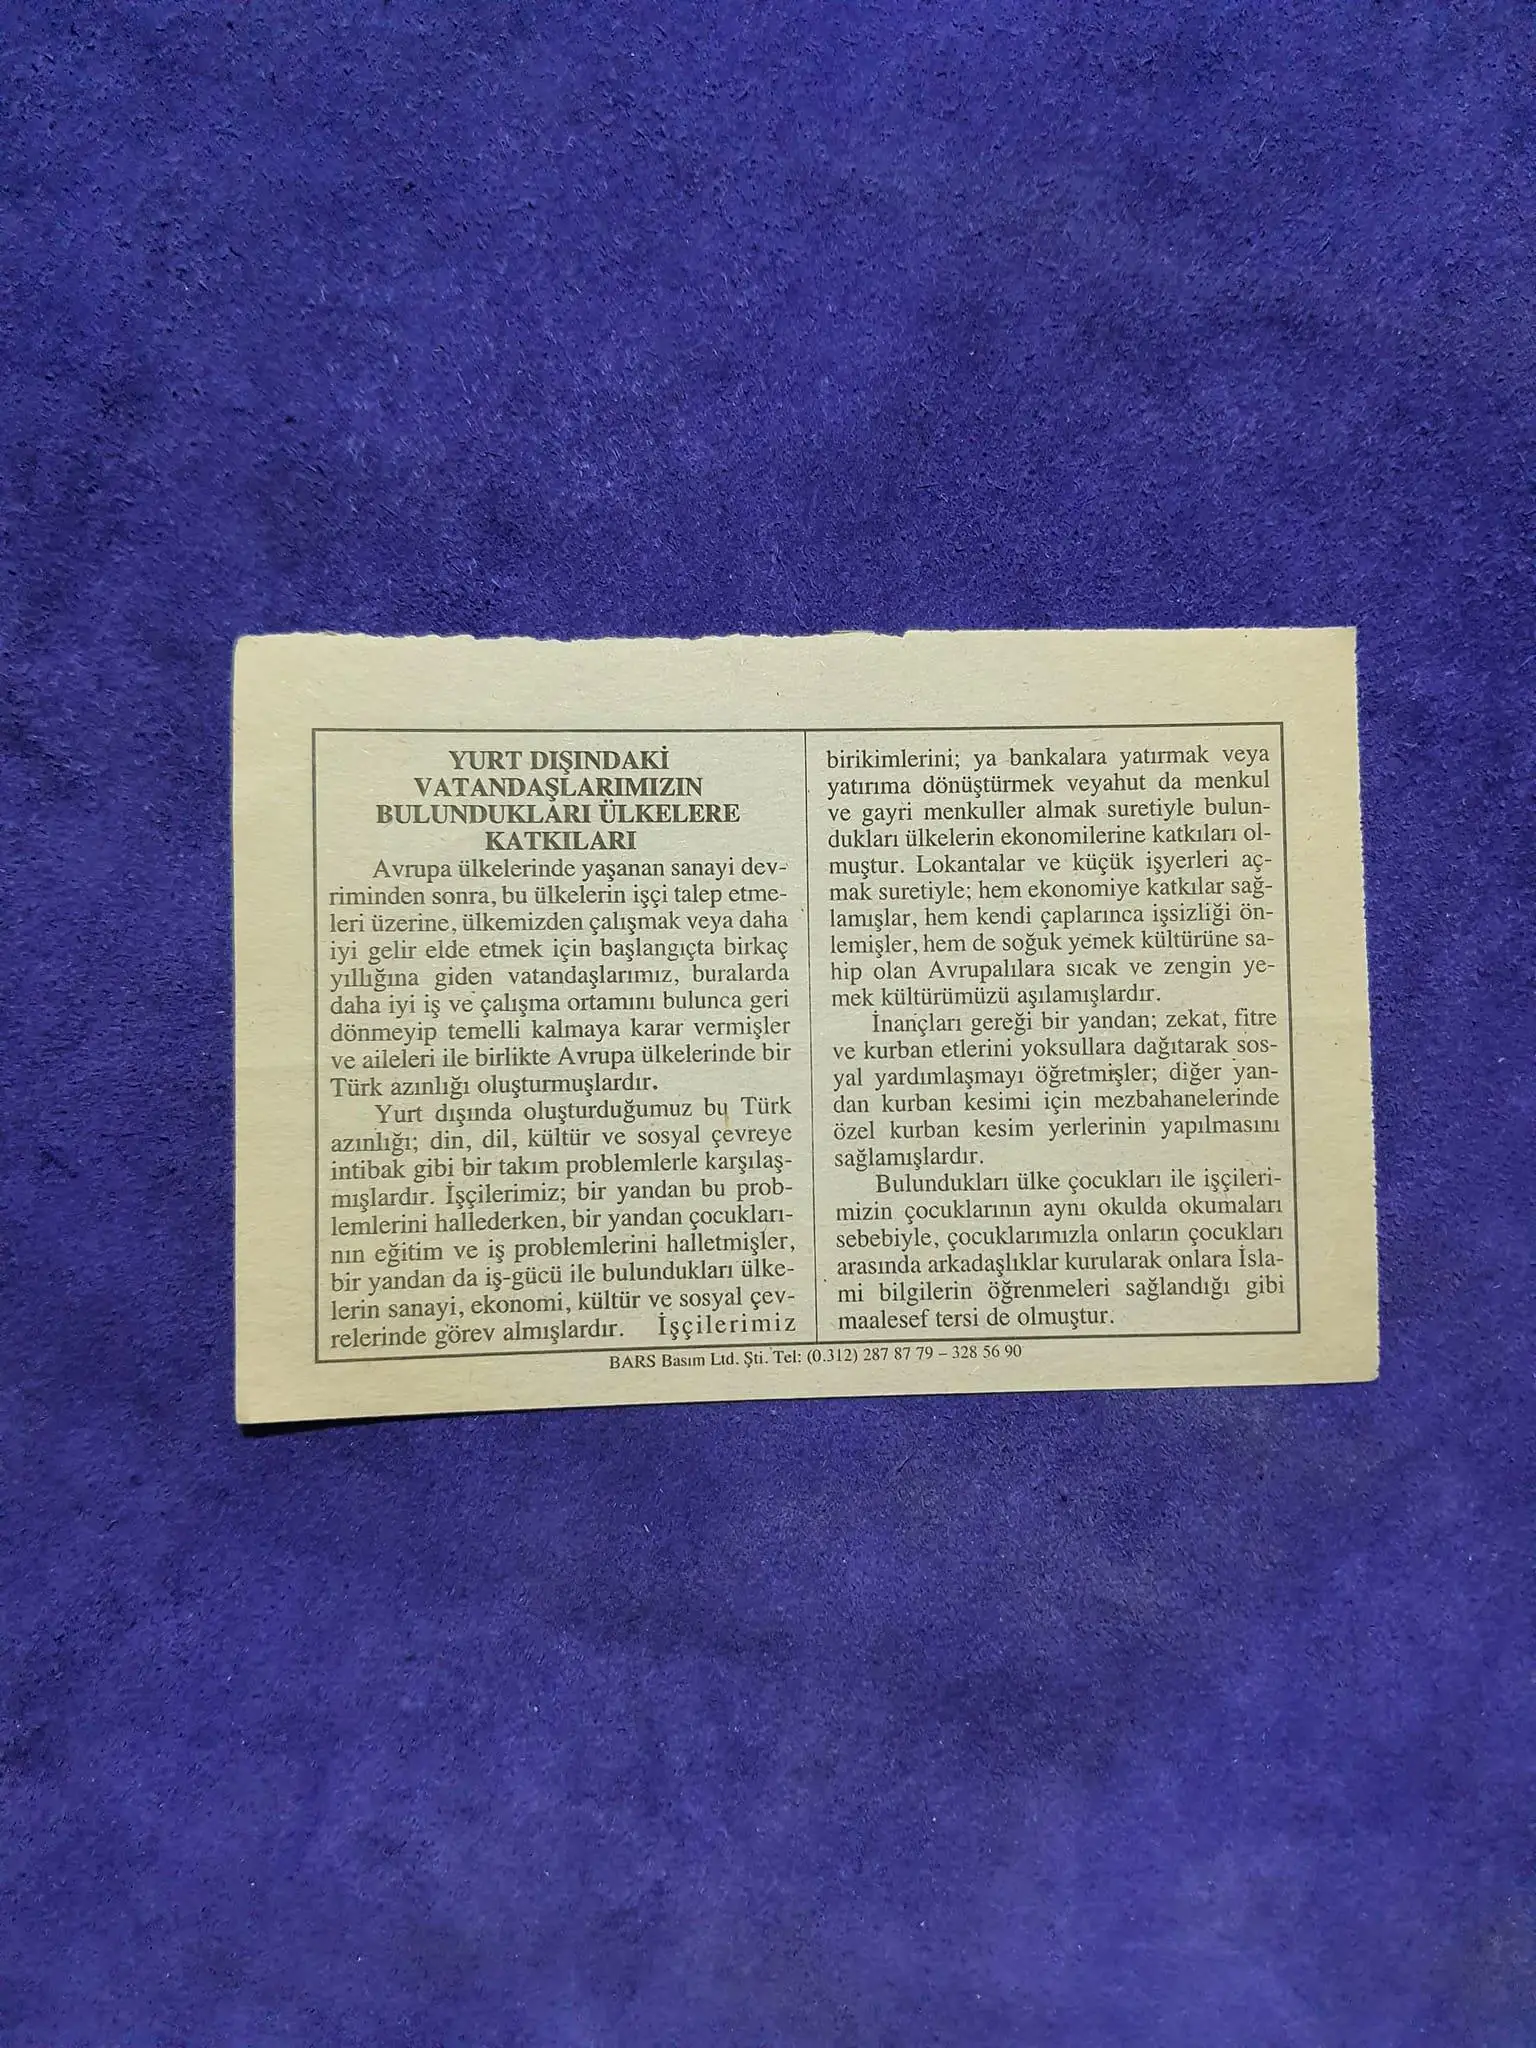 YURT DIŞINDAKİ
VATANDAŞLARIMIZIN
BULUNDUKLARI ÜLKELERE
KATKILARI
Avrupa ülkelerinde yaşanan sanayi dev-
riminden sonra, bu ülkelerin işçi talep etme-
leri üzerine, ülkemizden çalışmak veya daha
iyi gelir elde etmek için başlangıçta birkaç
yıllığına giden vatandaşlarımız, buralarda
daha iyi iş ve çalışma ortamını bulunca geri
dönmeyip temelli kalmaya karar vermişler
ve aileleri ile birlikte Avrupa ülkelerinde bir
Türk azınlığı oluşturmuşlardır.
Yurt dışında oluşturduğumuz bu Türk
azınlığı; din, dil, kültür ve sosyal çevreye
intibak gibi bir takım problemlerle karşılaş-
mışlardır. İşçilerimiz; bir yandan bu prob-
lemlerini hallederken, bir yandan çocukları-
nın eğitim ve iş problemlerini halletmişler,
bir yandan da iş-gücü ile bulundukları ülke-
lerin sanayi, ekonomi, kültür ve sosyal çev-
relerinde görev almışlardır. İşçilerimiz
birikimlerini; ya bankalara yatırmak veya
yatırıma dönüştürmek veyahut da menkul
ve gayri menkuller almak suretiyle bulun-
dukları ülkelerin ekonomilerine katkıları ol-
muştur. Lokantalar ve küçük işyerleri aç-
mak suretiyle; hem ekonomiye katkılar sağ-
lamışlar, hem kendi çaplarınca işsizliği ön-
lemişler, hem de soğuk yemek kültürüne sa-
hip olan Avrupalılara sıcak ve zengin ye-
mek kültürümüzü aşılamışlardır.
İnançları gereği bir yandan; zekat, fitre
ve kurban etlerini yoksullara dağıtarak sos-
yal yardımlaşmayı öğretmişler; diğer yan-
dan kurban kesimi için mezbahanelerinde
özel kurban kesim yerlerinin yapılmasını
sağlamışlardır.
Bulundukları ülke çocukları ile işçileri-
mizin çocuklarının aynı okulda okumaları
sebebiyle, çocuklarımızla onların çocukları
arasında arkadaşlıklar kurularak onlara İsla-
mi bilgilerin öğrenmeleri sağlandığı gibi
maalesef tersi de olmuştur.
BARS Basım Ltd. Şti. Tel: (0.312) 287 87 79 – 328 56 90